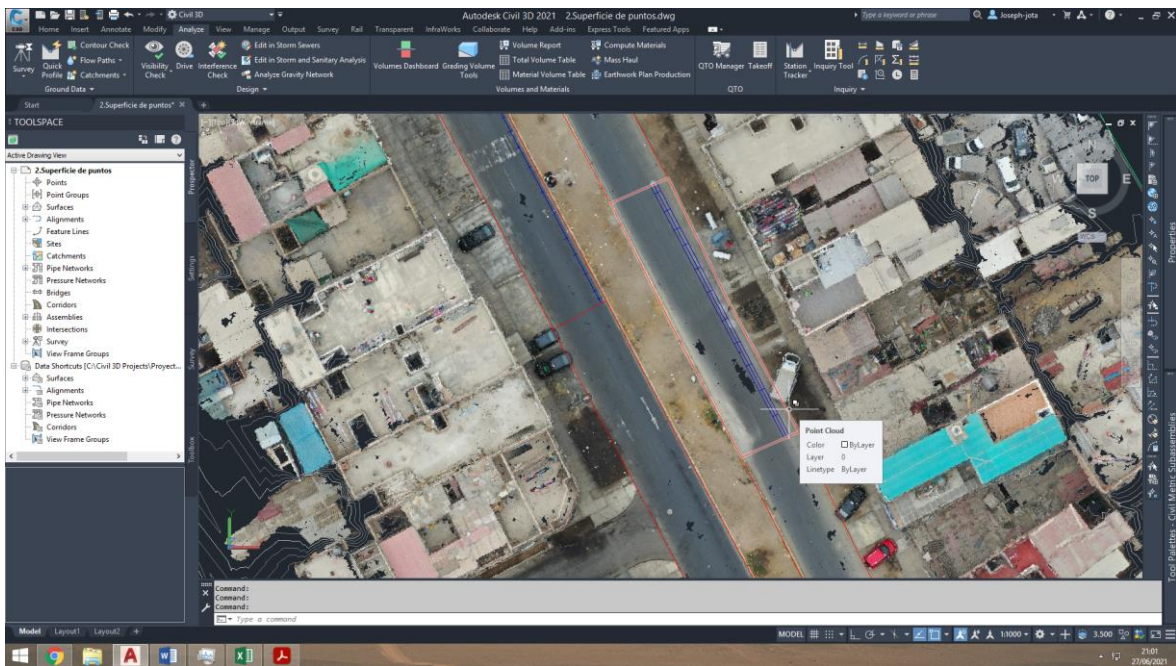 Civil 3D
Autodesk Civil 3D 2021 2.Superficie de puntos.dwg
Type a keyword or phrase
Joseph-jota
Home Insert Annotate Modify Analyze View Manage Output Survey Rail Transparent InfraWorks Collaborate Help Add-ins Express Tools Featured Apps
Survey
Quick Profile
Contour Check
Flow Paths
Catchments
Ground Data
Visibility Check
Drive
Interference Check
Edit in Storm Sewers
Edit in Storm and Sanitary Analysis
Analyze Gravity Network
Design
Volumes Dashboard
Grading Volume Tools
Volume Report
Total Volume Table
Material Volume Table
Compute Materials
Mass Haul
Earthwork Plan Production
Volumes and Materials
QTO Manager
Takeoff
QTO
Station Tracker
Inquiry Tool
Inquiry
Start
2.Superficie de puntos*
TOOLSPACE
Active Drawing View
2.Superficie de puntos
Points
Point Groups
Surfaces
Alignments
Feature Lines
Sites
Catchments
Pipe Networks
Pressure Networks
Bridges
Corridors
Assemblies
Intersections
Survey
View Frame Groups
Data Shortcuts [C:\Civil 3D Projects\Proyect...
Surfaces
Alignments
Pipe Networks
Pressure Networks
Corridors
View Frame Groups
Prospector
Settings
Survey
Toolbox
TOP
E
S
W
WCS
Point Cloud
Color ByLayer
Layer 0
Linetype ByLayer
Properties
Tool Palettes - Civil Metric Subassemblies
Command:
Command:
Command:
Type a command
Model Layout1 Layout2 +
MODEL
1:1000
3.500
21:01
27/06/2021